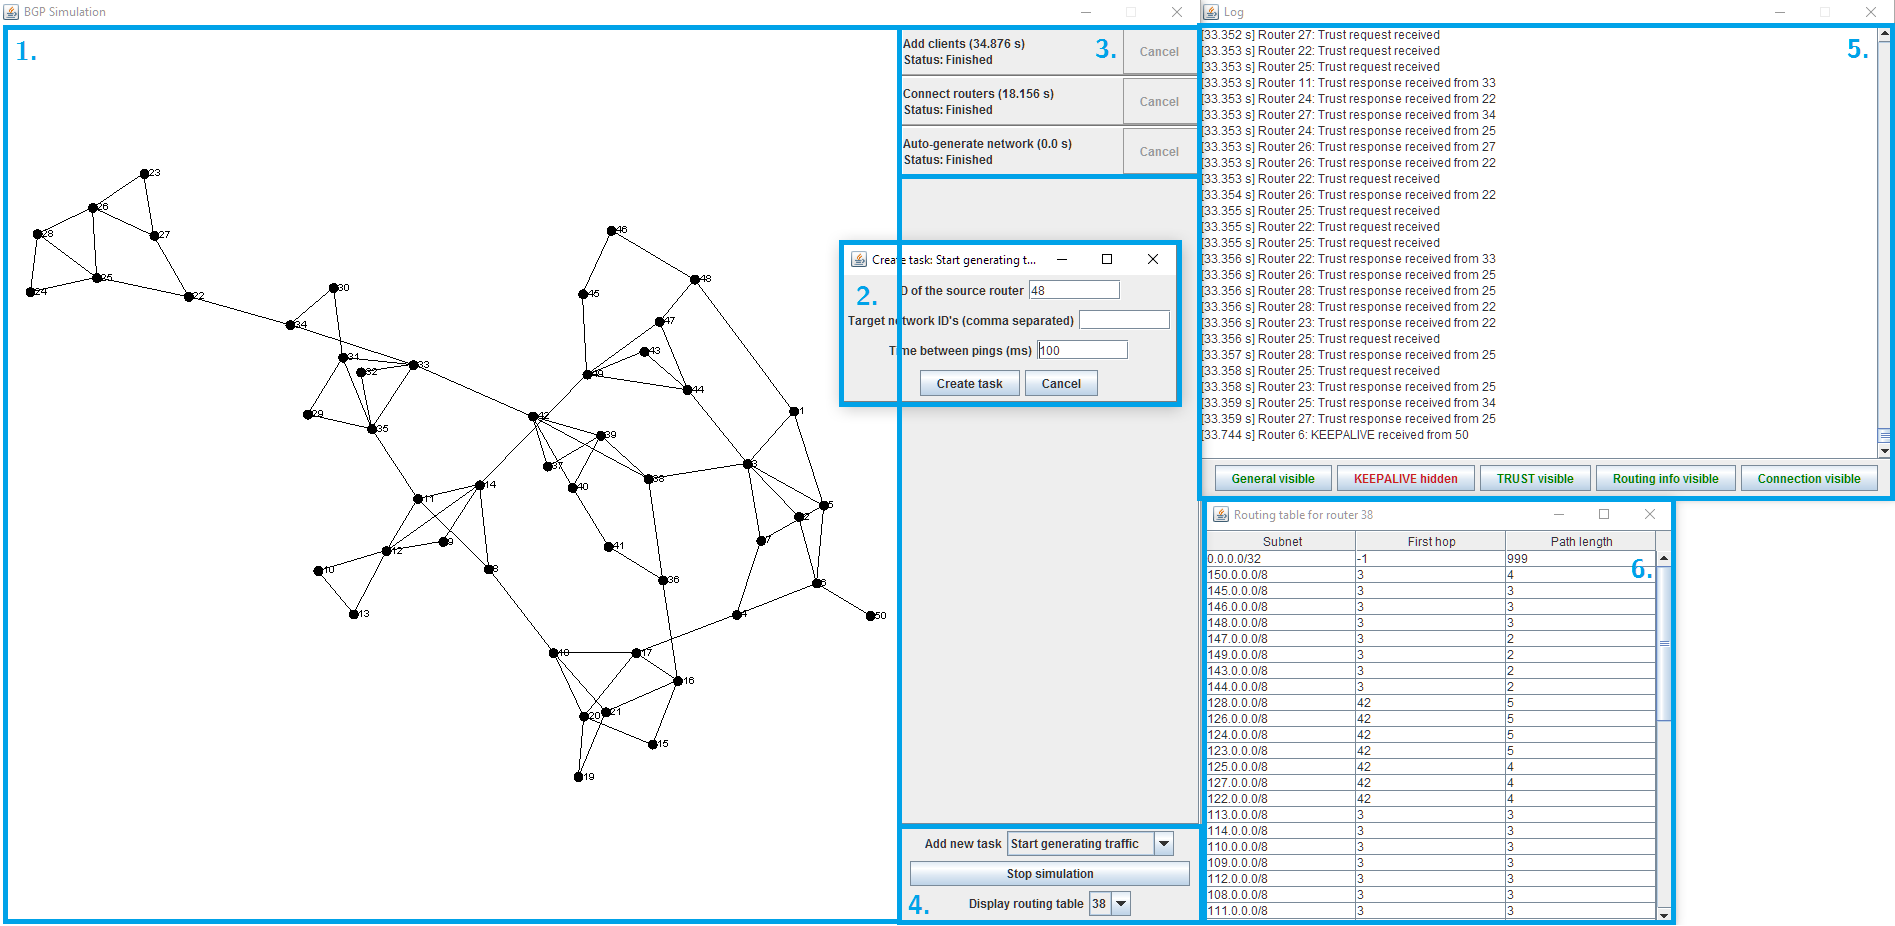 BGP Simulation
1.
23
26
28
27
25
24
22
30
34
31
32
33
29
35
46
48
45
47
43
49
44
1
42
39
37
38
40
3
5
2
7
11
14
12
9
10
8
13
41
36
6
4
50
18
17
16
20
21
15
19
Add clients (34.876 s)
Status: Finished
Cancel
3.
Connect routers (18.156 s)
Status: Finished
Cancel
Auto-generate network (0.0 s)
Status: Finished
Cancel
Create task: Start generating t...
2.
ID of the source router 48
Target network ID's (comma separated)
Time between pings (ms) 100
Create task Cancel
Add new task Start generating traffic
Stop simulation
4.
Display routing table 38
Log
5.
[33.352 s] Router 27: Trust request received
[33.353 s] Router 22: Trust request received
[33.353 s] Router 25: Trust request received
[33.353 s] Router 11: Trust response received from 33
[33.353 s] Router 24: Trust response received from 22
[33.353 s] Router 27: Trust response received from 34
[33.353 s] Router 24: Trust response received from 25
[33.353 s] Router 26: Trust response received from 27
[33.353 s] Router 26: Trust response received from 22
[33.353 s] Router 22: Trust request received
[33.354 s] Router 26: Trust response received from 22
[33.355 s] Router 25: Trust request received
[33.355 s] Router 22: Trust request received
[33.355 s] Router 25: Trust request received
[33.356 s] Router 22: Trust response received from 33
[33.356 s] Router 26: Trust response received from 25
[33.356 s] Router 28: Trust response received from 25
[33.356 s] Router 28: Trust response received from 22
[33.356 s] Router 23: Trust response received from 22
[33.356 s] Router 25: Trust request received
[33.357 s] Router 28: Trust response received from 25
[33.358 s] Router 25: Trust request received
[33.358 s] Router 23: Trust response received from 25
[33.359 s] Router 25: Trust response received from 34
[33.359 s] Router 27: Trust response received from 25
[33.744 s] Router 6: KEEPALIVE received from 50
General visible KEEPALIVE hidden TRUST visible Routing info visible Connection visible
Routing table for router 38
Subnet First hop Path length
6.
0.0.0.0/32 -1 999
150.0.0.0/8 3 4
145.0.0.0/8 3 3
146.0.0.0/8 3 3
148.0.0.0/8 3 3
147.0.0.0/8 3 2
149.0.0.0/8 3 2
143.0.0.0/8 3 2
144.0.0.0/8 3 2
128.0.0.0/8 42 5
126.0.0.0/8 42 5
124.0.0.0/8 42 5
123.0.0.0/8 42 5
125.0.0.0/8 42 4
127.0.0.0/8 42 4
122.0.0.0/8 42 4
113.0.0.0/8 3 3
114.0.0.0/8 3 3
110.0.0.0/8 3 3
109.0.0.0/8 3 3
112.0.0.0/8 3 3
108.0.0.0/8 3 3
111.0.0.0/8 3 3